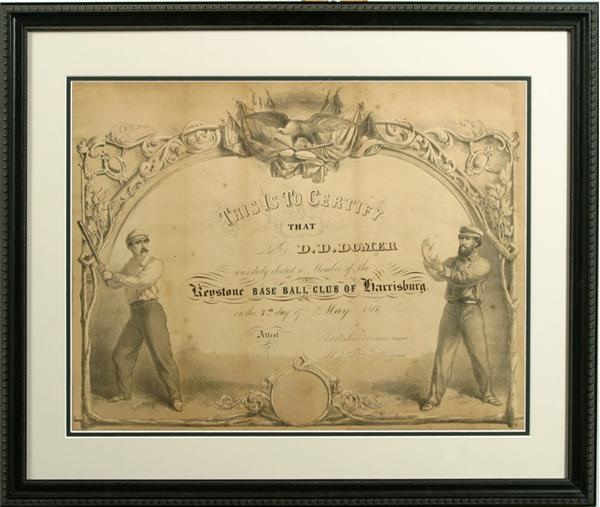 THIS IS TO CERTIFY
THAT
Mr D. D. DOMER
was duly elected a Member of the
Keystone BASE BALL CLUB OF Harrisburg.
on the 7th day of May 1866
Attest